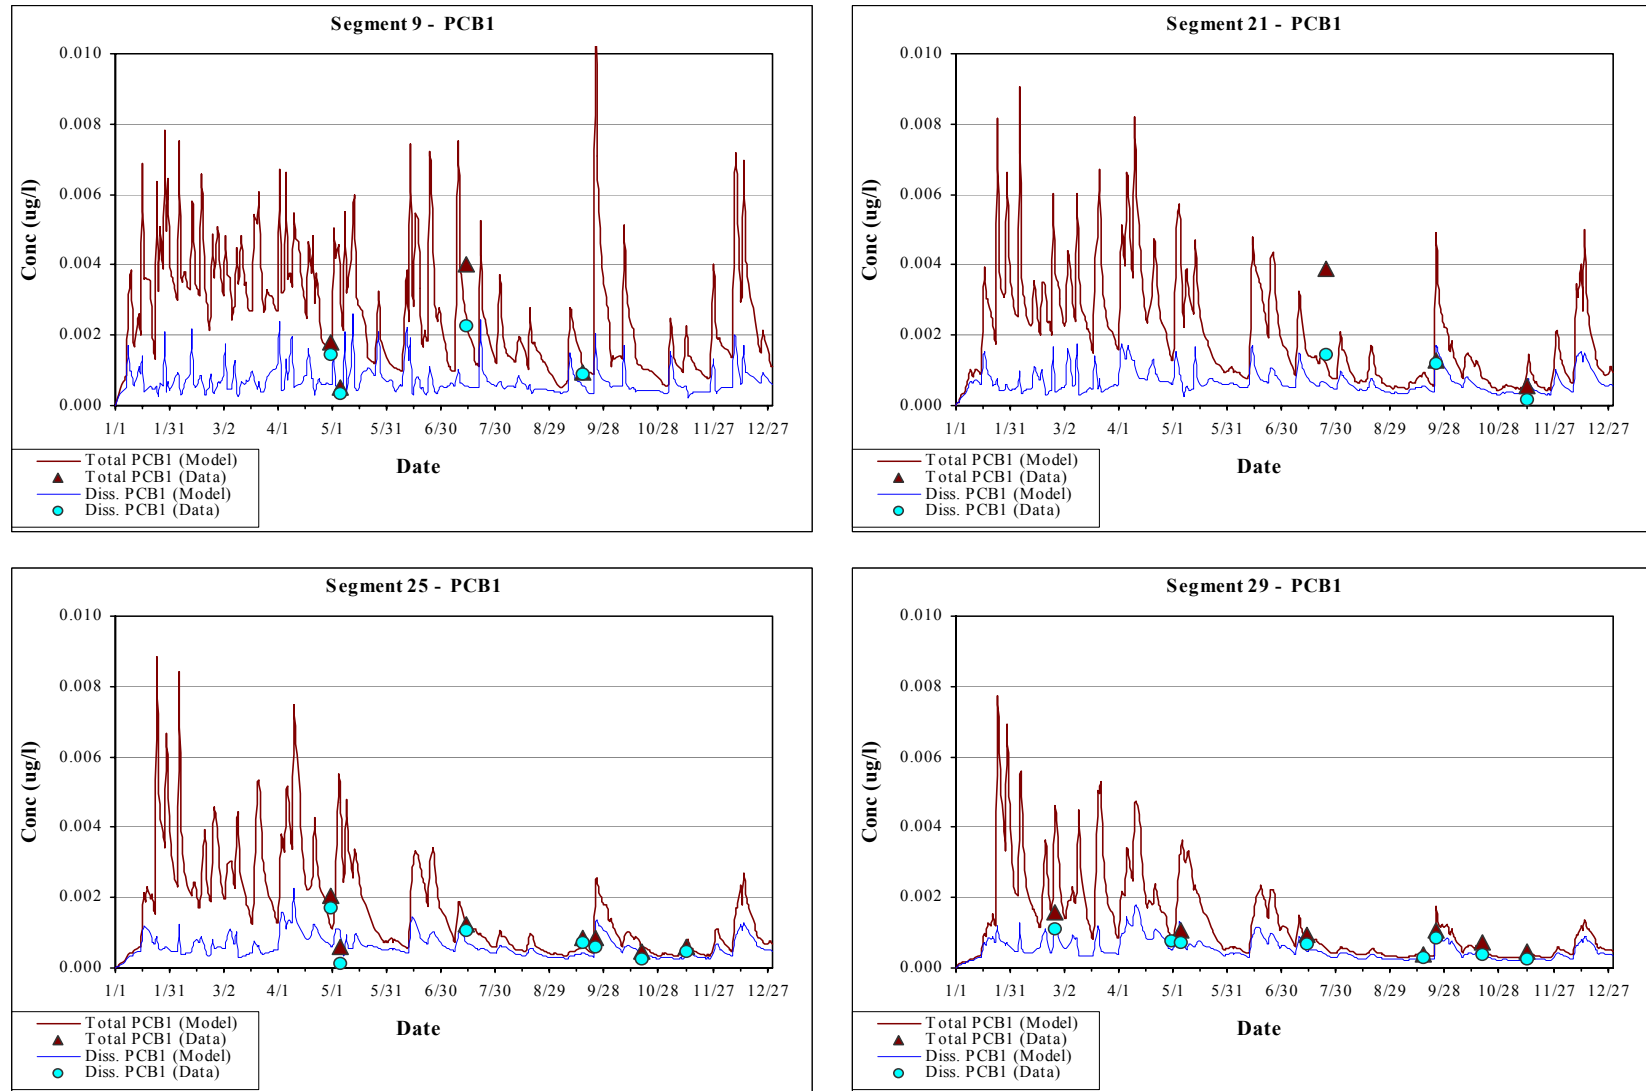 Segment 9 - PCB1
0.010
0.008
0.006
0.004
0.002
0.000
Conc (ug/l)
1/1 1/31 3/2 4/1 5/1 5/31 6/30 7/30 8/29 9/28 10/28 11/27 12/27
Date
Total PCB1 (Model)
Total PCB1 (Data)
Diss. PCB1 (Model)
Diss. PCB1 (Data)
Segment 21 - PCB1
0.010
0.008
0.006
0.004
0.002
0.000
Conc (ug/l)
1/1 1/31 3/2 4/1 5/1 5/31 6/30 7/30 8/29 9/28 10/28 11/27 12/27
Date
Total PCB1 (Model)
Total PCB1 (Data)
Diss. PCB1 (Model)
Diss. PCB1 (Data)
Segment 25 - PCB1
0.010
0.008
0.006
0.004
0.002
0.000
Conc (ug/l)
1/1 1/31 3/2 4/1 5/1 5/31 6/30 7/30 8/29 9/28 10/28 11/27 12/27
Date
Total PCB1 (Model)
Total PCB1 (Data)
Diss. PCB1 (Model)
Diss. PCB1 (Data)
Segment 29 - PCB1
0.010
0.008
0.006
0.004
0.002
0.000
Conc (ug/l)
1/1 1/31 3/2 4/1 5/1 5/31 6/30 7/30 8/29 9/28 10/28 11/27 12/27
Date
Total PCB1 (Model)
Total PCB1 (Data)
Diss. PCB1 (Model)
Diss. PCB1 (Data)